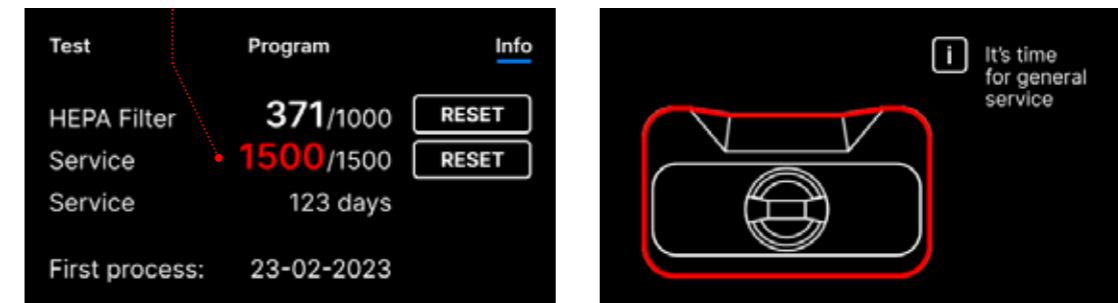 Test Program Info
HEPA Filter 371/1000 RESET
Service 1500/1500 RESET
Service 123 days
First process: 23-02-2023
i It's time
for general
service